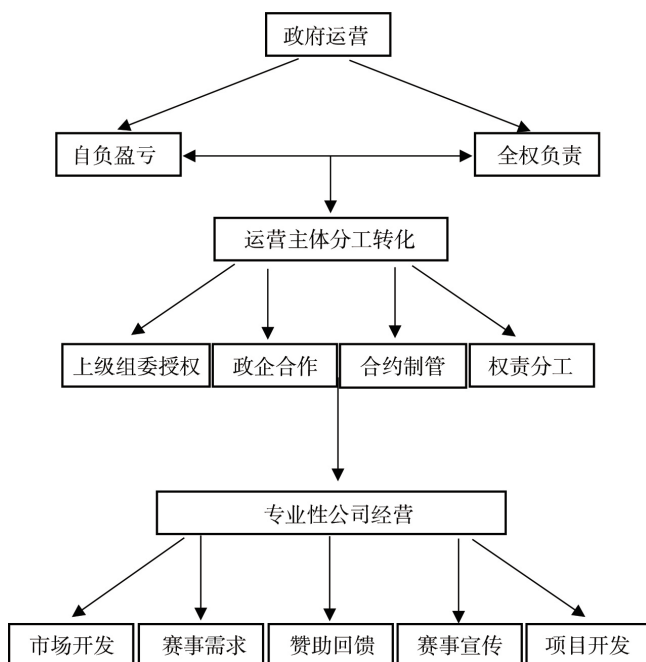 政府运营
自负盈亏
全权负责
运营主体分工转化
上级组委授权
政企合作
合约制管
权责分工
专业性公司经营
市场开发
赛事需求
赞助回馈
赛事宣传
项目开发